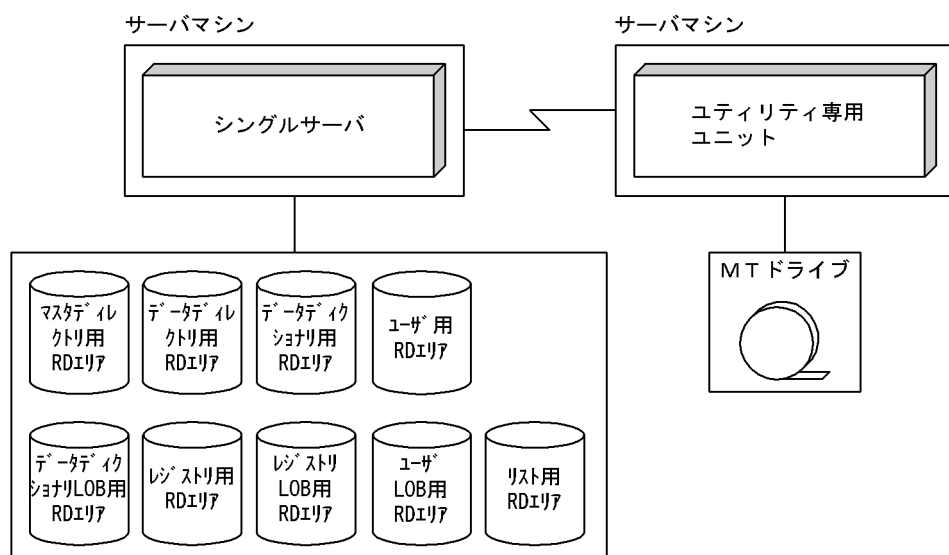 サーバマシン
サーバマシン
シングルサーバ
ユティリティ専用
ユニット
MTドライブ
マスタディレ
クトリ用
RDエリア
データディレ
クトリ用
RDエリア
データディク
ショナリ用
RDエリア
ユーザ用
RDエリア
データディク
ショナリLOB用
RDエリア
レジストリ用
RDエリア
レジストリ
LOB用
RDエリア
ユーザ
LOB用
RDエリア
リスト用
RDエリア